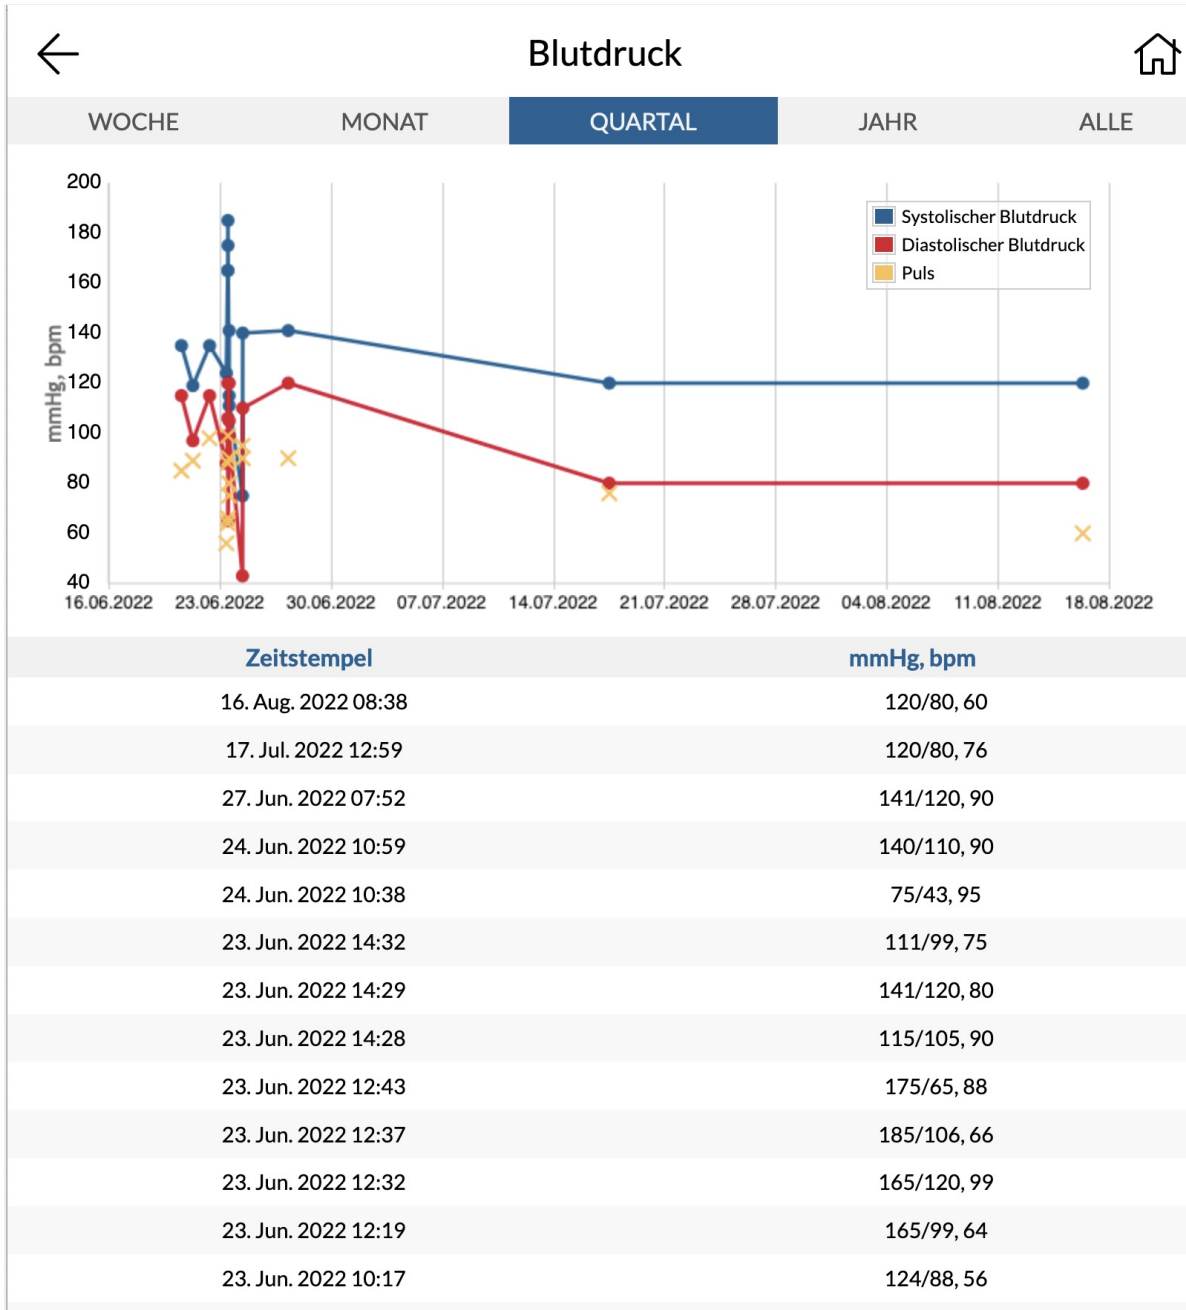 Blutdruck
WOCHE MONAT QUARTAL JAHR ALLE
200
180
160
140
120
100
80
60
40
mmHg, bpm
Systolischer Blutdruck
Diastolischer Blutdruck
Puls
16.06.2022 23.06.2022 30.06.2022 07.07.2022 14.07.2022 21.07.2022 28.07.2022 04.08.2022 11.08.2022 18.08.2022
Zeitstempel mmHg, bpm
16. Aug. 2022 08:38 120/80, 60
17. Jul. 2022 12:59 120/80, 76
27. Jun. 2022 07:52 141/120, 90
24. Jun. 2022 10:59 140/110, 90
24. Jun. 2022 10:38 75/43, 95
23. Jun. 2022 14:32 111/99, 75
23. Jun. 2022 14:29 141/120, 80
23. Jun. 2022 14:28 115/105, 90
23. Jun. 2022 12:43 175/65, 88
23. Jun. 2022 12:37 185/106, 66
23. Jun. 2022 12:32 165/120, 99
23. Jun. 2022 12:19 165/99, 64
23. Jun. 2022 10:17 124/88, 56